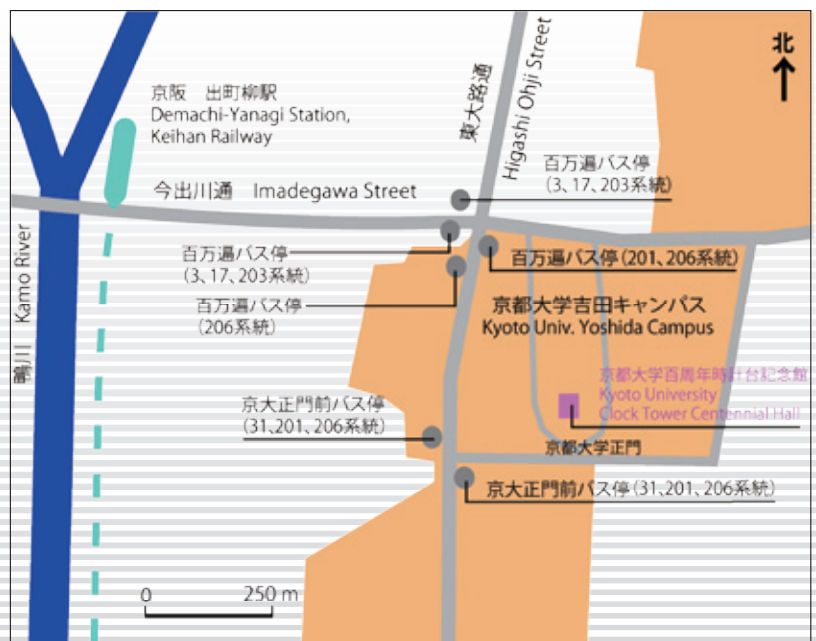 北
京阪 出町柳駅
Demachi-Yanagi Station,
Keihan Railway
東大路通
Higashi Ohji Street
百万遍バス停
(3、17、203系統)
今出川通 Imadegawa Street
百万遍バス停
(3、17、203系統)
百万遍バス停(201、206系統)
百万遍バス停
(206系統)
京都大学吉田キャンパス
Kyoto Univ. Yoshida Campus
鴨川 Kamo River
京都大学百周年時計台記念館
Kyoto University
Clock Tower Centennial Hall
京大正門前バス停
(31、201、206系統)
京都大学正門
京大正門前バス停(31、201、206系統)
0 250 m